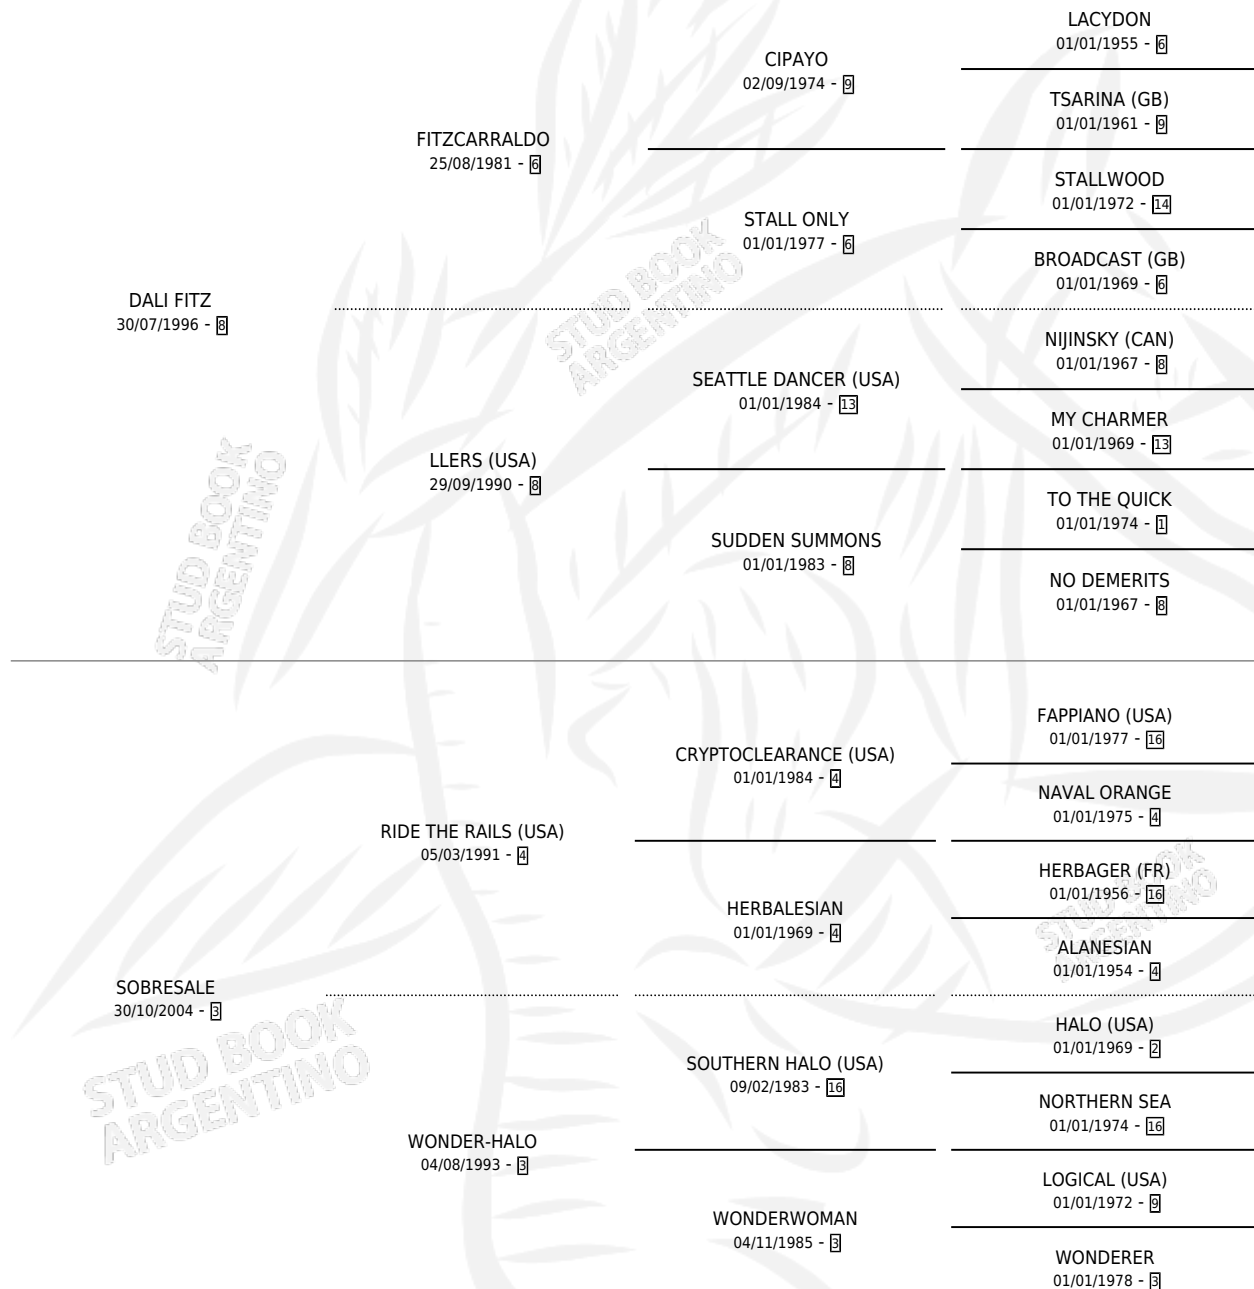 LACYDON
01/01/1955 - 6
CIPAYO
02/09/1974 - 9
TSARINA (GB)
01/01/1961 - 9
FITZCARRALDO
25/08/1981 - 6
STALLWOOD
01/01/1972 - 14
STALL ONLY
01/01/1977 - 6
BROADCAST (GB)
01/01/1969 - 6
DALI FITZ
30/07/1996 - 8
STUD BOOK
ARGENTINO
NIJINSKY (CAN)
01/01/1967 - 8
SEATTLE DANCER (USA)
01/01/1984 - 13
MY CHARMER
01/01/1969 - 13
LLERS (USA)
29/09/1990 - 8
TO THE QUICK
01/01/1974 - 1
SUDDEN SUMMONS
01/01/1983 - 8
NO DEMERITS
01/01/1967 - 8
STUD BOOK
ARGENTINO
FAPPIANO (USA)
01/01/1977 - 16
CRYPTOCLEARANCE (USA)
01/01/1984 - 4
NAVAL ORANGE
01/01/1975 - 4
RIDE THE RAILS (USA)
05/03/1991 - 4
HERBAGER (FR)
01/01/1956 - 16
HERBALESIAN
01/01/1969 - 4
STUD BOOK
ARGENTINO
ALANESIAN
01/01/1954 - 4
SOBRESALE
30/10/2004 - 3
STUD BOOK
ARGENTINO
HALO (USA)
01/01/1969 - 2
SOUTHERN HALO (USA)
09/02/1983 - 16
NORTHERN SEA
01/01/1974 - 16
WONDER-HALO
04/08/1993 - 3
LOGICAL (USA)
01/01/1972 - 9
WONDERWOMAN
04/11/1985 - 3
WONDERER
01/01/1978 - 3